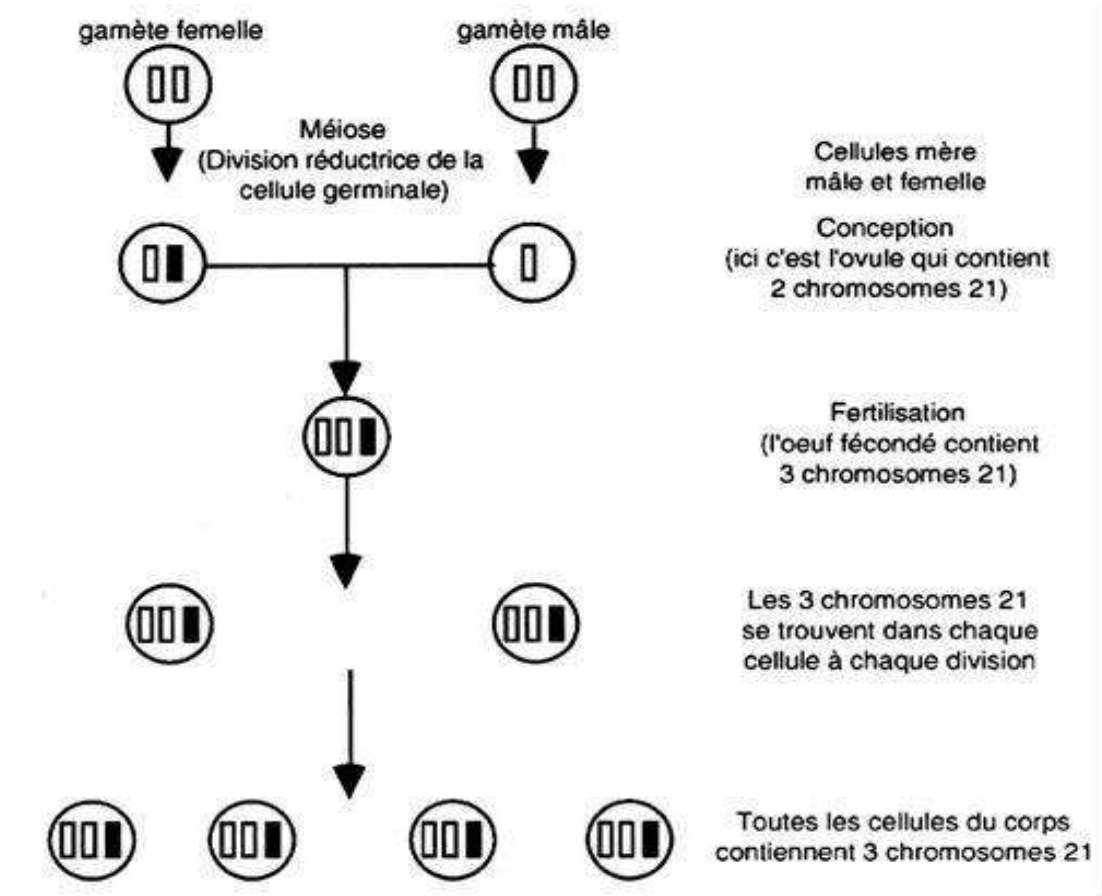 gamète femelle
gamète mâle
Méiose
(Division réductrice de la
cellule germinale)
Cellules mère
mâle et femelle
Conception
(ici c'est l'ovule qui contient
2 chromosomes 21)
Fertilisation
(l'oeuf fécondé contient
3 chromosomes 21)
Les 3 chromosomes 21
se trouvent dans chaque
cellule à chaque division
Toutes les cellules du corps
contiennent 3 chromosomes 21